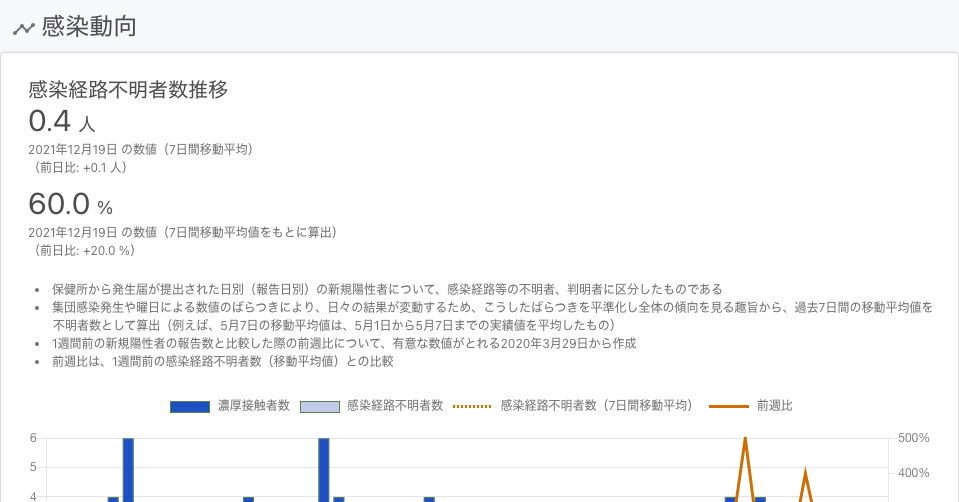 感染動向
感染経路不明者数推移
0.4 人
2021年12月19日 の数値（7日間移動平均）
（前日比: +0.1 人）
60.0 %
2021年12月19日 の数値（7日間移動平均値をもとに算出）
（前日比: +20.0 %）
• 保健所から発生届が提出された日別（報告日別）の新規陽性者について、感染経路等の不明者、判明者に区分したものである
• 集団感染発生や曜日による数値のばらつきにより、日々の結果が変動するため、こうしたばらつきを平準化し全体の傾向を見る趣旨から、過去7日間の移動平均値を
不明者数として算出（例えば、5月7日の移動平均値は、5月1日から5月7日までの実績値を平均したもの）
• 1週間前の新規陽性者の報告数と比較した際の前週比について、有意な数値がとれる2020年3月29日から作成
• 前週比は、1週間前の感染経路不明者数（移動平均値）との比較
濃厚接触者数 感染経路不明者数 感染経路不明者数（7日間移動平均） 前週比
6 500%
5
400%
4